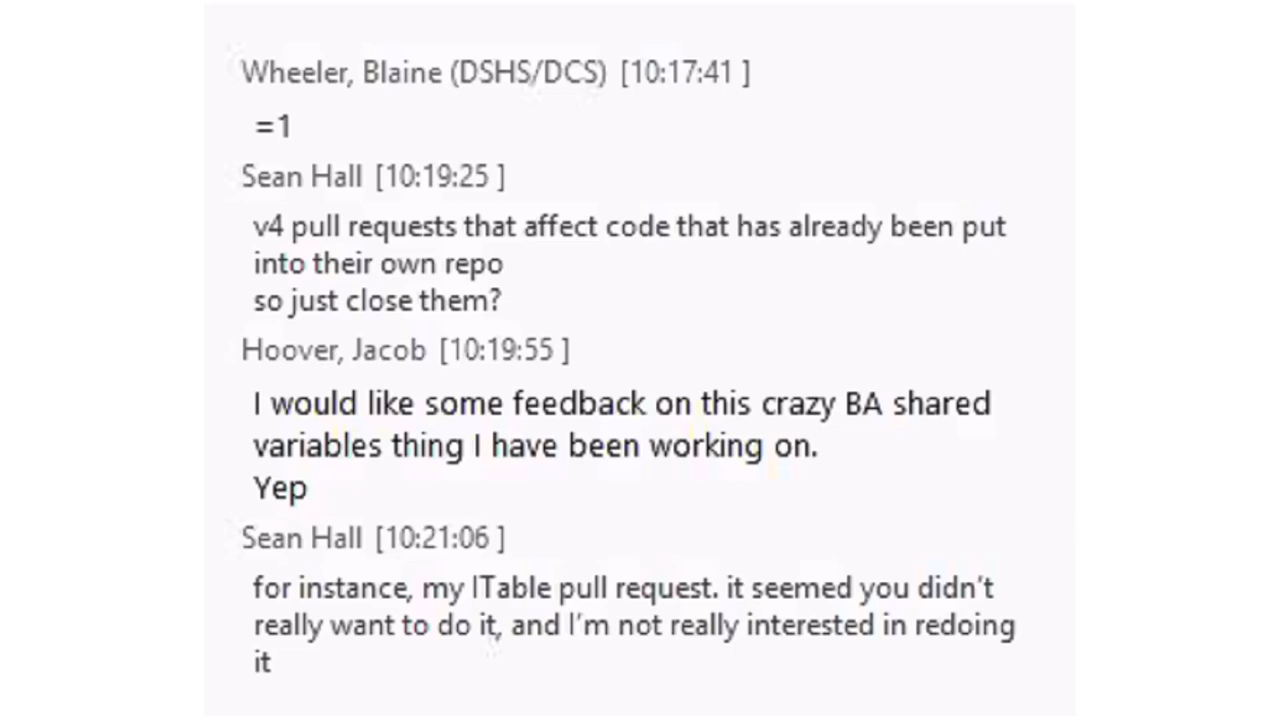 Wheeler, Blaine (DSHS/DCS) [10:17:41 ]
=1
Sean Hall [10:19:25 ]
v4 pull requests that affect code that has already been put
into their own repo
so just close them?
Hoover, Jacob [10:19:55 ]
I would like some feedback on this crazy BA shared
variables thing I have been working on.
Yep
Sean Hall [10:21:06 ]
for instance, my ITable pull request. it seemed you didn't
really want to do it, and I'm not really interested in redoing
it